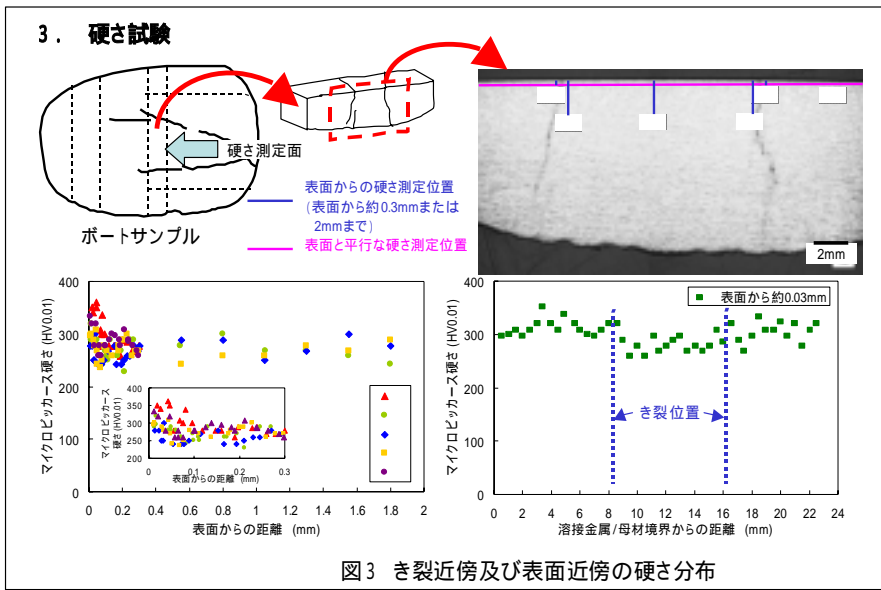 3． 硬さ試験
硬さ測定面
ボートサンプル
表面からの硬さ測定位置
(表面から約0.3mmまたは
2mmまで)
表面と平行な硬さ測定位置
2mm
マイクロビッカース硬さ (HV0.01)
400
300
200
100
0
0 0.2 0.4 0.6 0.8 1 1.2 1.4 1.6 1.8 2
表面からの距離 (mm)
マイクロビッカース
硬さ (HV0.01)
400
350
300
250
200
0 0.1 0.2 0.3
表面からの距離 (mm)
マイクロビッカース硬さ (HV0.01)
400
300
200
100
0
表面から約0.03mm
き裂位置
0 2 4 6 8 10 12 14 16 18 20 22 24
溶接金属/母材境界からの距離 (mm)
図3 き裂近傍及び表面近傍の硬さ分布